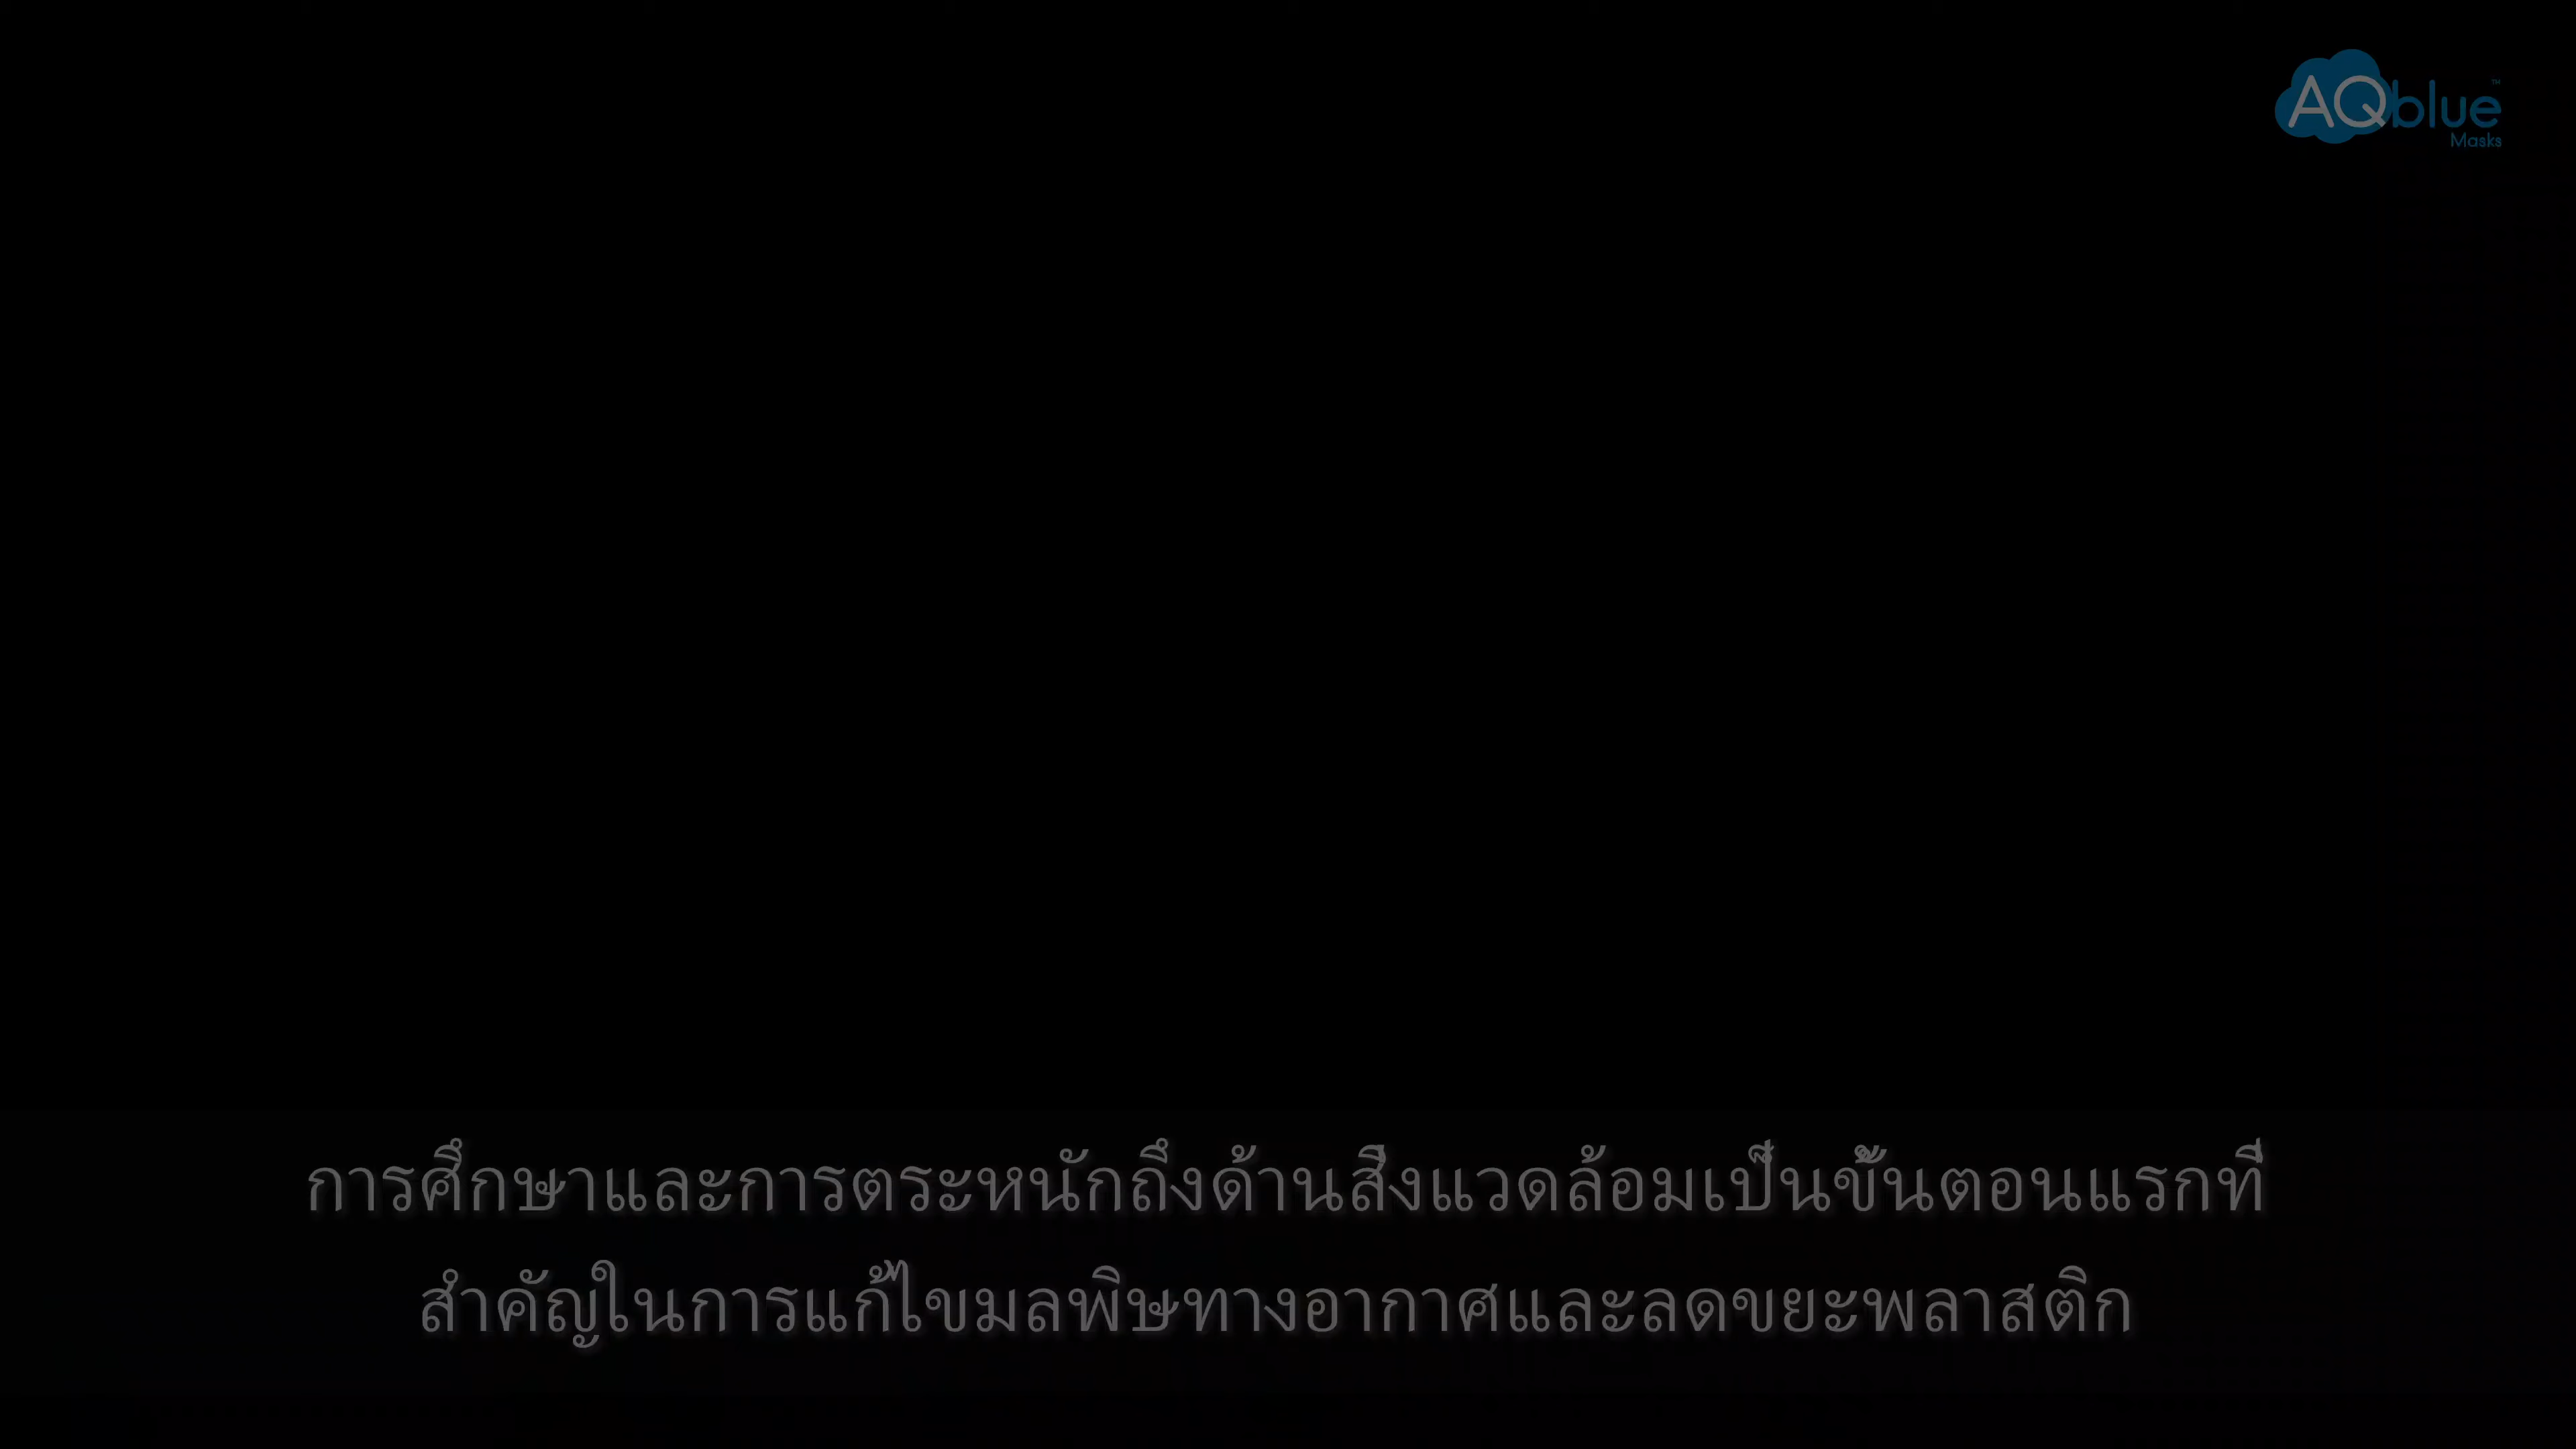 AQblue™
Masks
การศึกษาและการตระหนักถึงด้านสิ่งแวดล้อมเป็นขั้นตอนแรกที่
สำคัญในการแก้ไขมลพิษทางอากาศและลดขยะพลาสติก